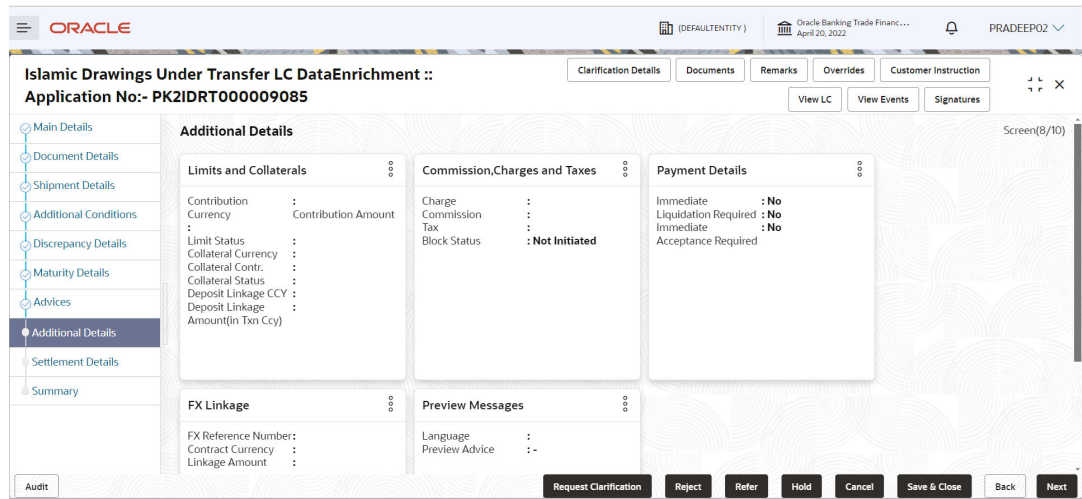 ORACLE
(DEFAULTENTITY )
Oracle Banking Trade Financ...
April 20, 2022
PRADEEP02
Islamic Drawings Under Transfer LC DataEnrichment ::
Application No:- PK2IDRT000009085
Clarification Details
Documents
Remarks
Overrides
Customer Instruction
View LC
View Events
Signatures
Main Details
Document Details
Shipment Details
Additional Conditions
Discrepancy Details
Maturity Details
Advices
Additional Details
Settlement Details
Summary
Additional Details
Screen(8/10)
Limits and Collaterals
Contribution :
Currency Contribution Amount
:
Limit Status :
Collateral Currency :
Collateral Contr. :
Collateral Status :
Deposit Linkage CCY :
Deposit Linkage :
Amount(in Txn Ccy)
Commission,Charges and Taxes
Charge :
Commission :
Tax :
Block Status : Not Initiated
Payment Details
Immediate : No
Liquidation Required : No
Immediate : No
Acceptance Required
FX Linkage
FX Reference Number:
Contract Currency :
Linkage Amount :
Preview Messages
Language :
Preview Advice : -
Audit
Request Clarification
Reject
Refer
Hold
Cancel
Save & Close
Back
Next